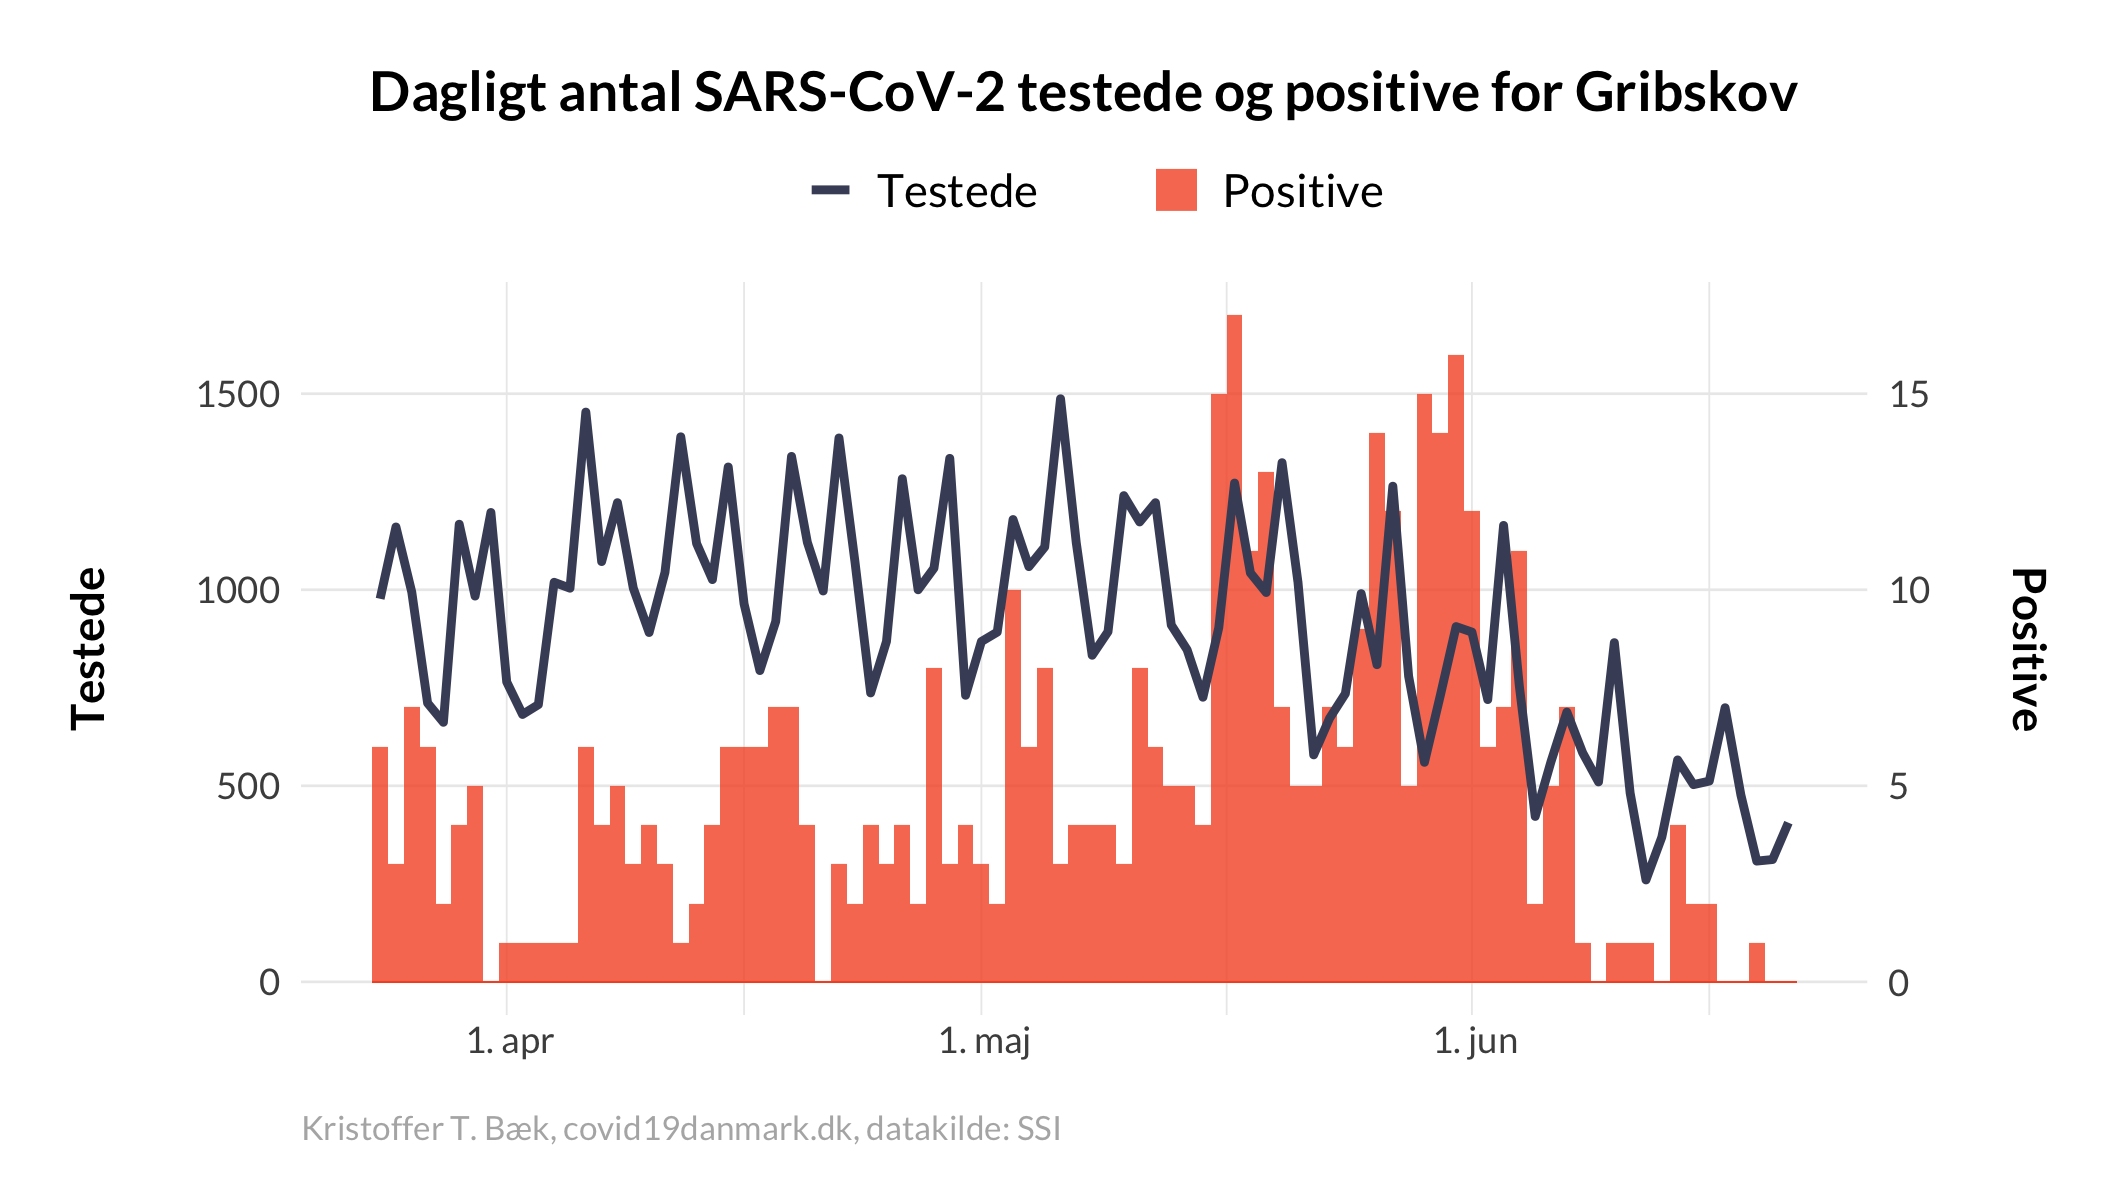 Dagligt antal SARS-CoV-2 testede og positive for Gribskov
Testede
Positive
1500
1000
500
0
Testede
15
10
5
0
Positive
1. apr
1. maj
1. jun
Kristoffer T. Bæk, covid19danmark.dk, datakilde: SSI